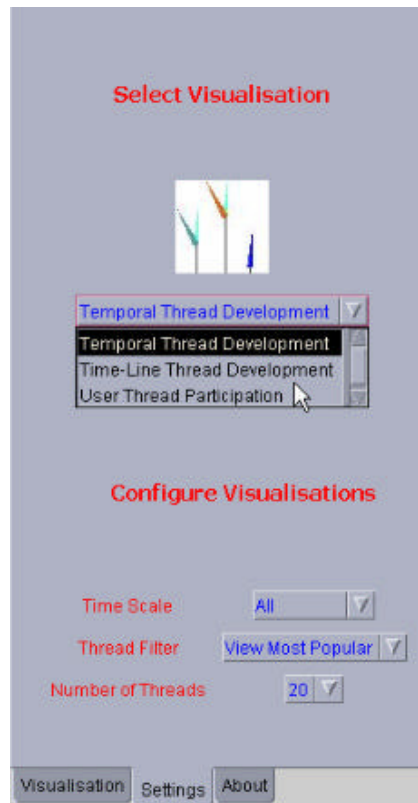 Select Visualisation
Temporal Thread Development
Temporal Thread Development
Time-Line Thread Development
User Thread Participation
Configure Visualisations
Time Scale All
Thread Filter View Most Popular
Number of Threads 20
Visualisation Settings About